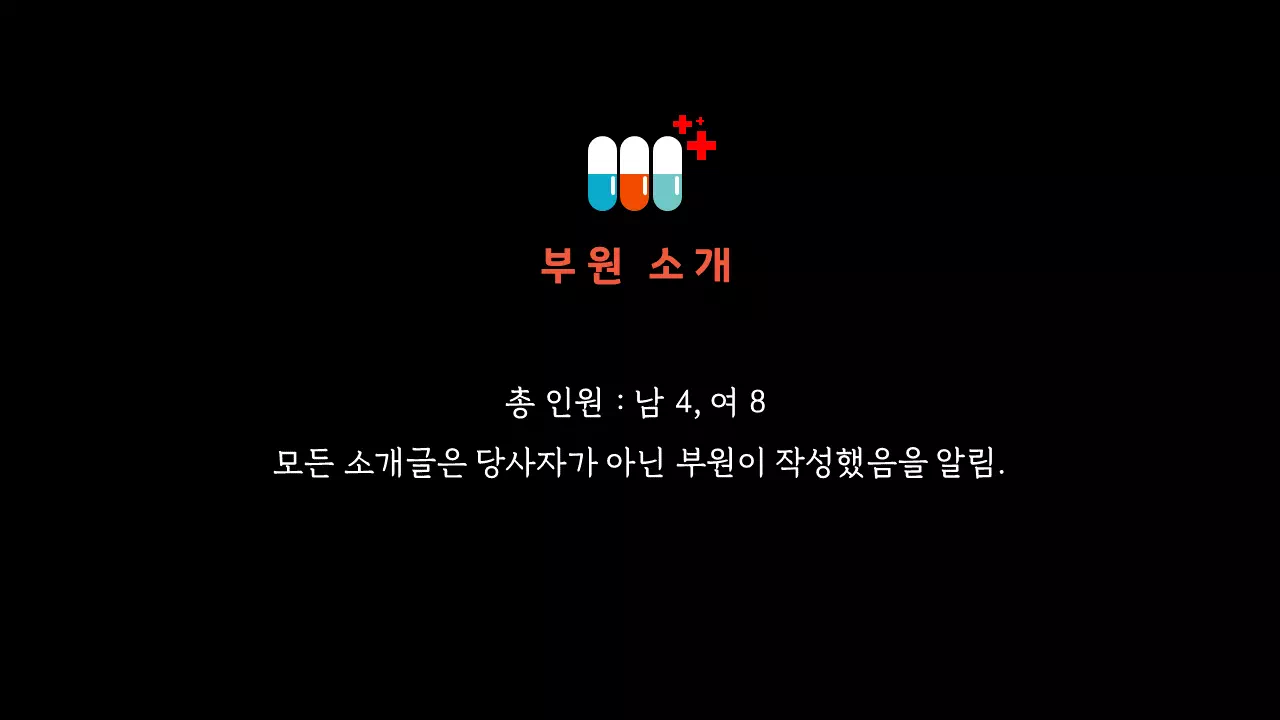 부원 소개
총 인원 : 남 4, 여 8
모든 소개글은 당사자가 아닌 부원이 작성했음을 알림.